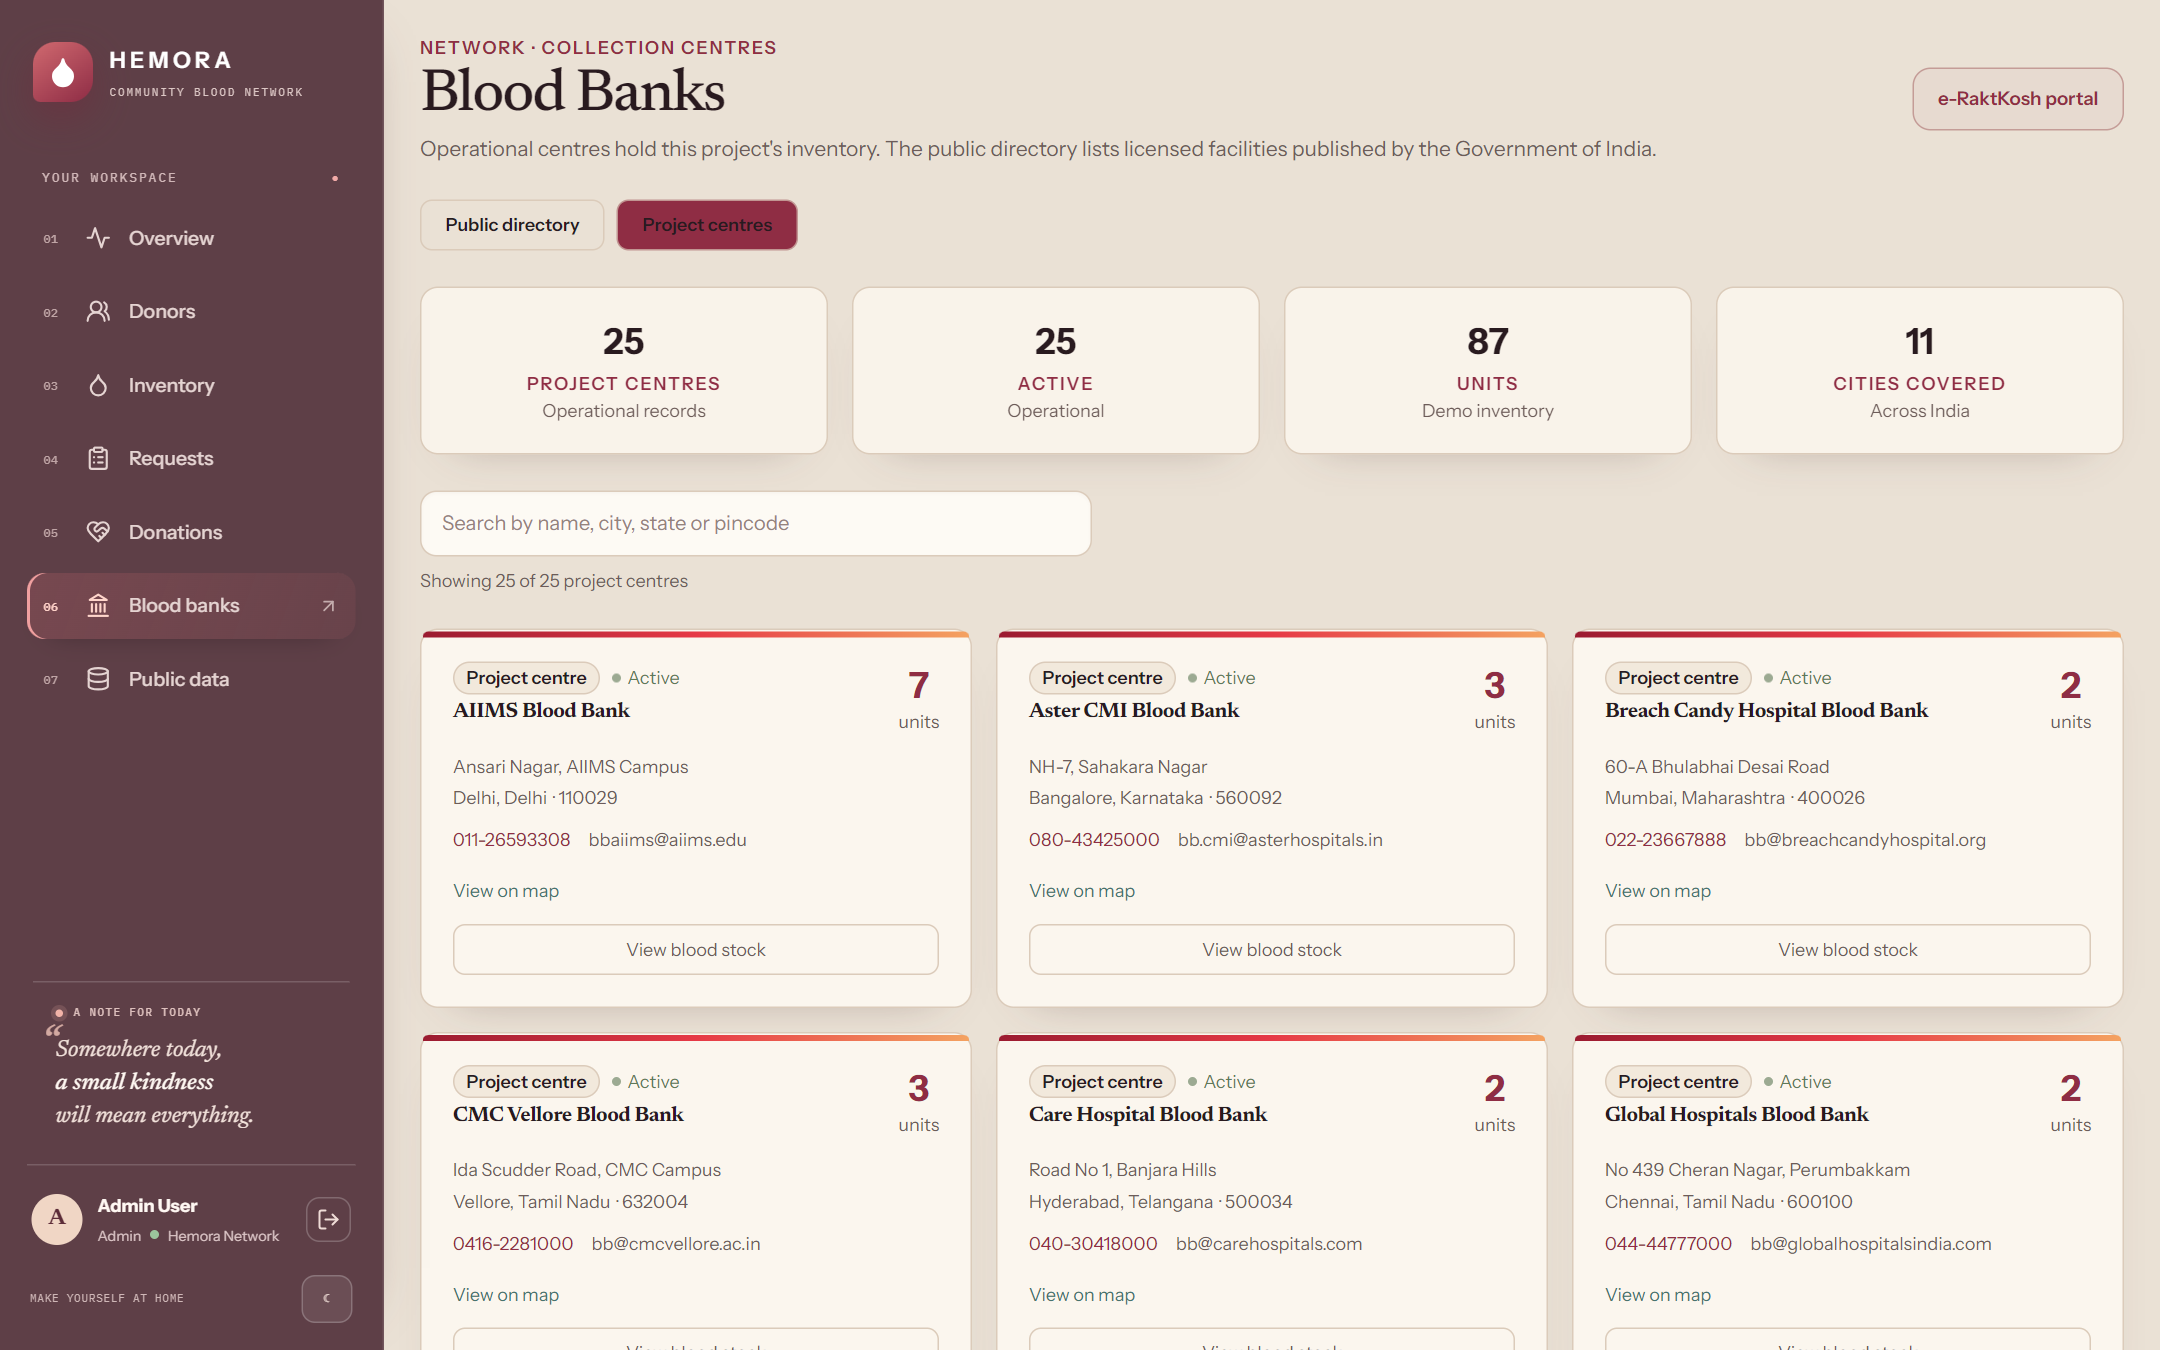 HEMORA
COMMUNITY BLOOD NETWORK
YOUR WORKSPACE
01 Overview
02 Donors
03 Inventory
04 Requests
05 Donations
06 Blood banks
07 Public data
A NOTE FOR TODAY
“
Somewhere today,
a small kindness
will mean everything.
A
Admin User
Admin Hemora Network
MAKE YOURSELF AT HOME
NETWORK · COLLECTION CENTRES
Blood Banks
e-RaktKosh portal
Operational centres hold this project's inventory. The public directory lists licensed facilities published by the Government of India.
Public directory
Project centres
25
PROJECT CENTRES
Operational records
25
ACTIVE
Operational
87
UNITS
Demo inventory
11
CITIES COVERED
Across India
Search by name, city, state or pincode
Showing 25 of 25 project centres
Project centre Active
7
units
AIIMS Blood Bank
Ansari Nagar, AIIMS Campus
Delhi, Delhi · 110029
011-26593308 bbaiims@aiims.edu
View on map
View blood stock
Project centre Active
3
units
Aster CMI Blood Bank
NH-7, Sahakara Nagar
Bangalore, Karnataka · 560092
080-43425000 bb.cmi@asterhospitals.in
View on map
View blood stock
Project centre Active
2
units
Breach Candy Hospital Blood Bank
60-A Bhulabhai Desai Road
Mumbai, Maharashtra · 400026
022-23667888 bb@breachcandyhospital.org
View on map
View blood stock
Project centre Active
3
units
CMC Vellore Blood Bank
Ida Scudder Road, CMC Campus
Vellore, Tamil Nadu · 632004
0416-2281000 bb@cmcvellore.ac.in
View on map
View blood stock
Project centre Active
2
units
Care Hospital Blood Bank
Road No 1, Banjara Hills
Hyderabad, Telangana · 500034
040-30418000 bb@carehospitals.com
View on map
View blood stock
Project centre Active
2
units
Global Hospitals Blood Bank
No 439 Cheran Nagar, Perumbakkam
Chennai, Tamil Nadu · 600100
044-44777000 bb@globalhospitalsindia.com
View on map
View blood stock